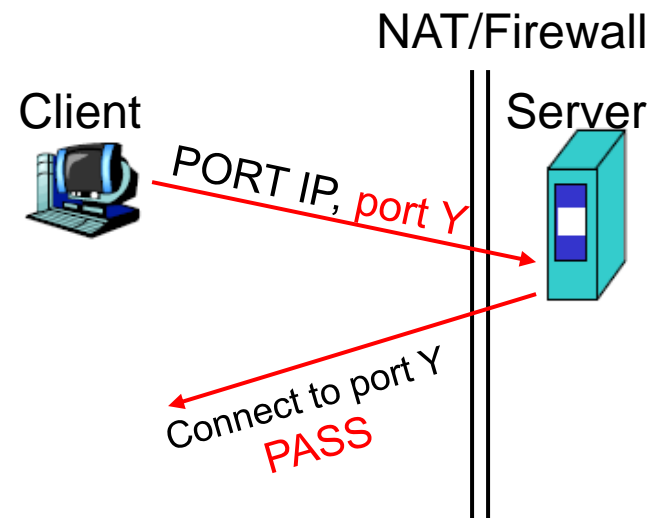 NAT/Firewall
Client
Server
PORT IP, port Y
Connect to port Y
PASS